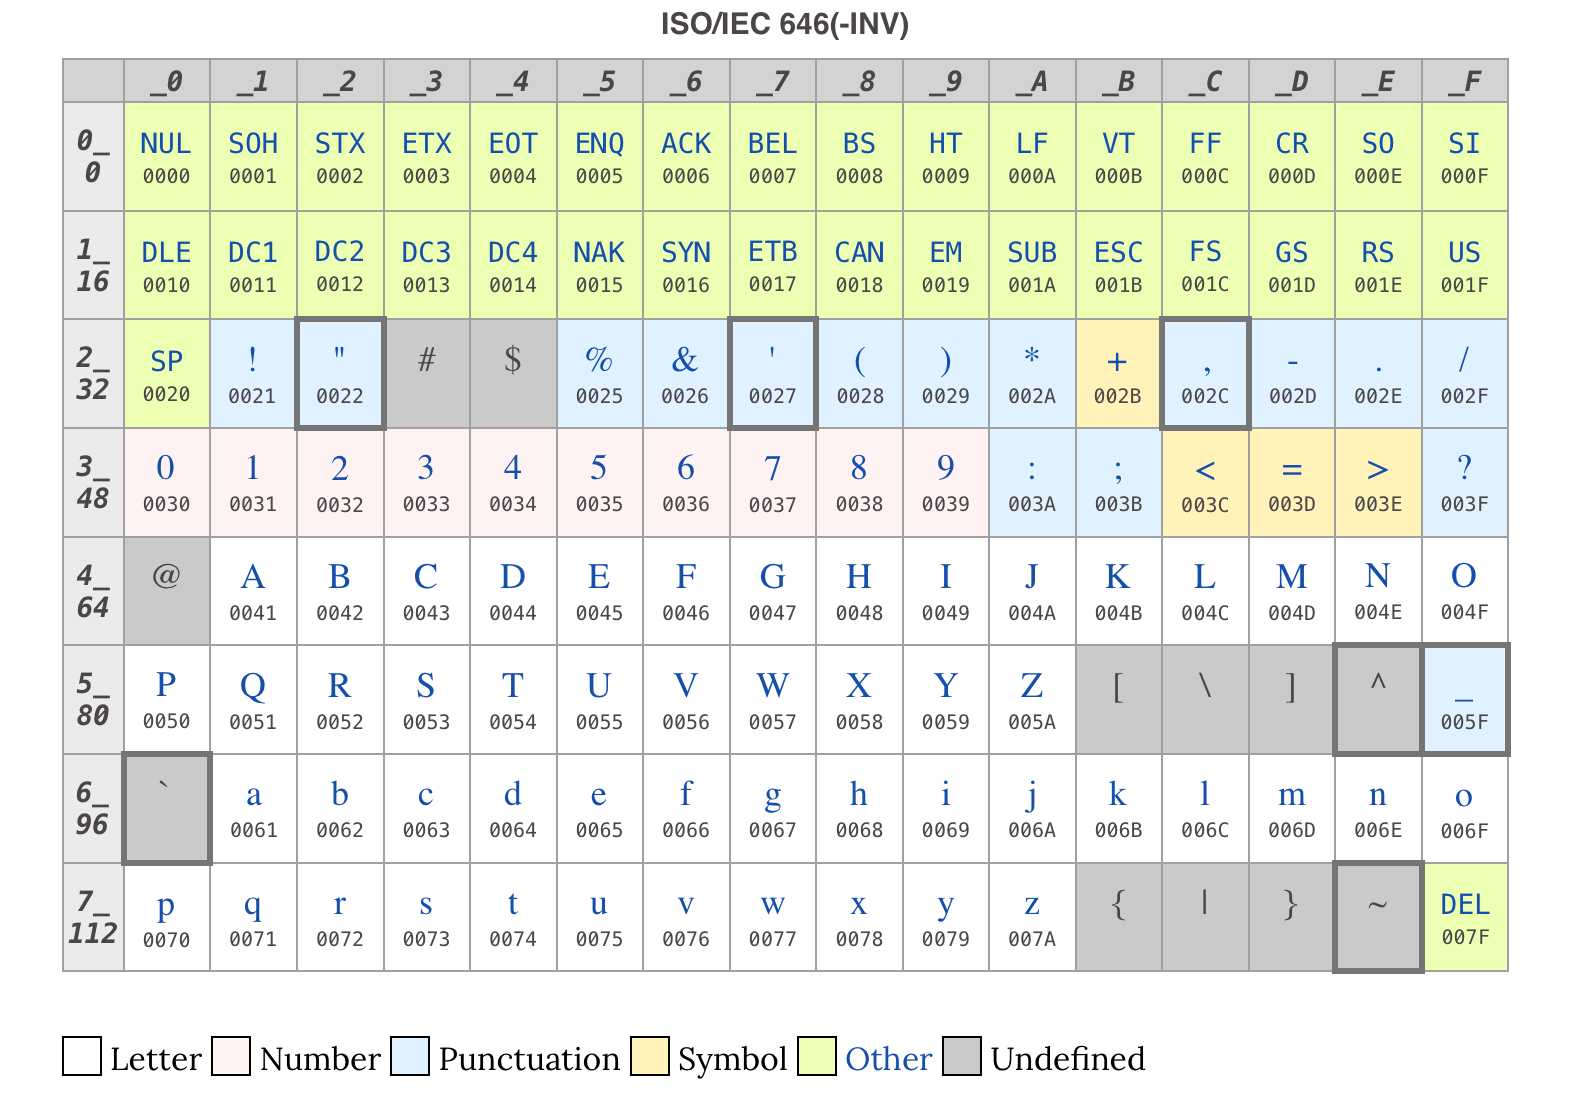 ISO/IEC 646(-INV)
_0 _1 _2 _3 _4 _5 _6 _7 _8 _9 _A _B _C _D _E _F
0_ NUL SOH STX ETX EOT ENQ ACK BEL BS HT LF VT FF CR SO SI
0 0000 0001 0002 0003 0004 0005 0006 0007 0008 0009 000A 000B 000C 000D 000E 000F
1_ DLE DC1 DC2 DC3 DC4 NAK SYN ETB CAN EM SUB ESC FS GS RS US
16 0010 0011 0012 0013 0014 0015 0016 0017 0018 0019 001A 001B 001C 001D 001E 001F
2_ SP ! " # $ % & ' ( ) * + , - . /
32 0020 0021 0022 0025 0026 0027 0028 0029 002A 002B 002C 002D 002E 002F
3_ 0 1 2 3 4 5 6 7 8 9 : ; < = > ?
48 0030 0031 0032 0033 0034 0035 0036 0037 0038 0039 003A 003B 003C 003D 003E 003F
4_ @ A B C D E F G H I J K L M N O
64 0041 0042 0043 0044 0045 0046 0047 0048 0049 004A 004B 004C 004D 004E 004F
5_ P Q R S T U V W X Y Z [ \ ] ^ _
80 0050 0051 0052 0053 0054 0055 0056 0057 0058 0059 005A 005F
6_ ` a b c d e f g h i j k l m n o
96 0061 0062 0063 0064 0065 0066 0067 0068 0069 006A 006B 006C 006D 006E 006F
7_ p q r s t u v w x y z { | } ~ DEL
112 0070 0071 0072 0073 0074 0075 0076 0077 0078 0079 007A 007F
Letter Number Punctuation Symbol Other Undefined